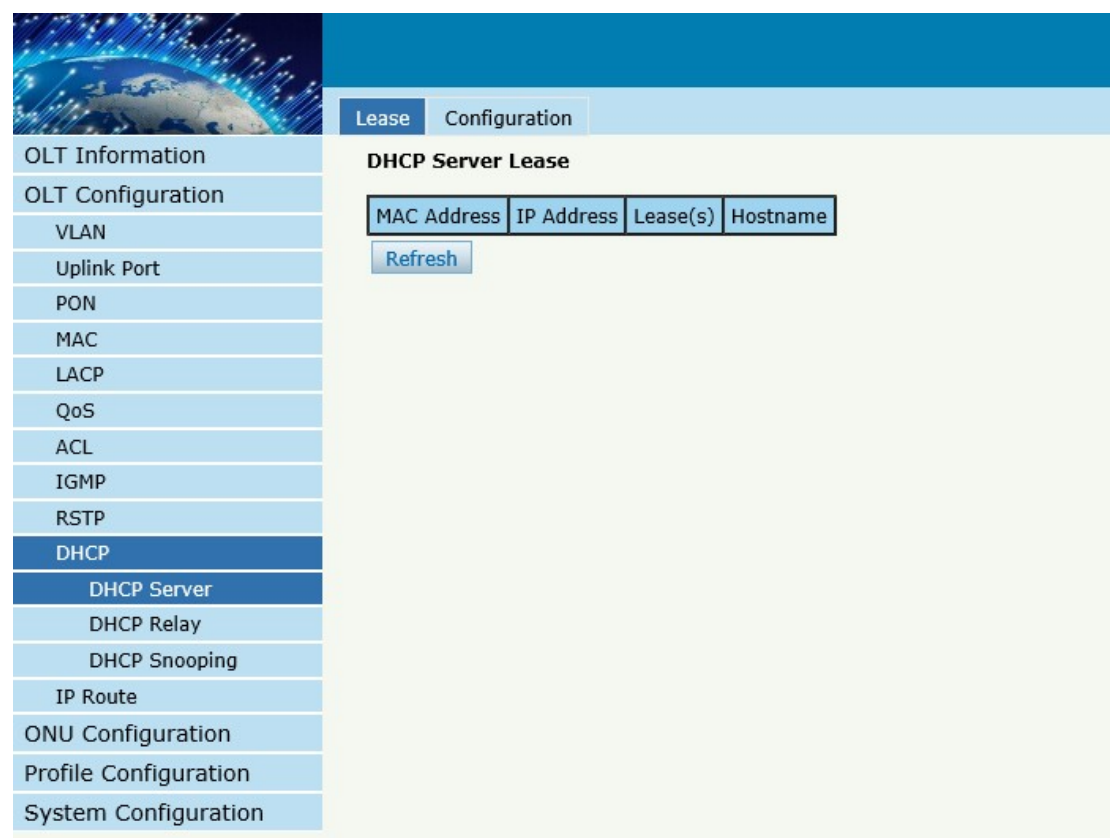 Lease Configuration
OLT Information
OLT Configuration
VLAN
Uplink Port
PON
MAC
LACP
QoS
ACL
IGMP
RSTP
DHCP
DHCP Server
DHCP Relay
DHCP Snooping
IP Route
ONU Configuration
Profile Configuration
System Configuration
DHCP Server Lease
MAC Address IP Address Lease(s) Hostname
Refresh